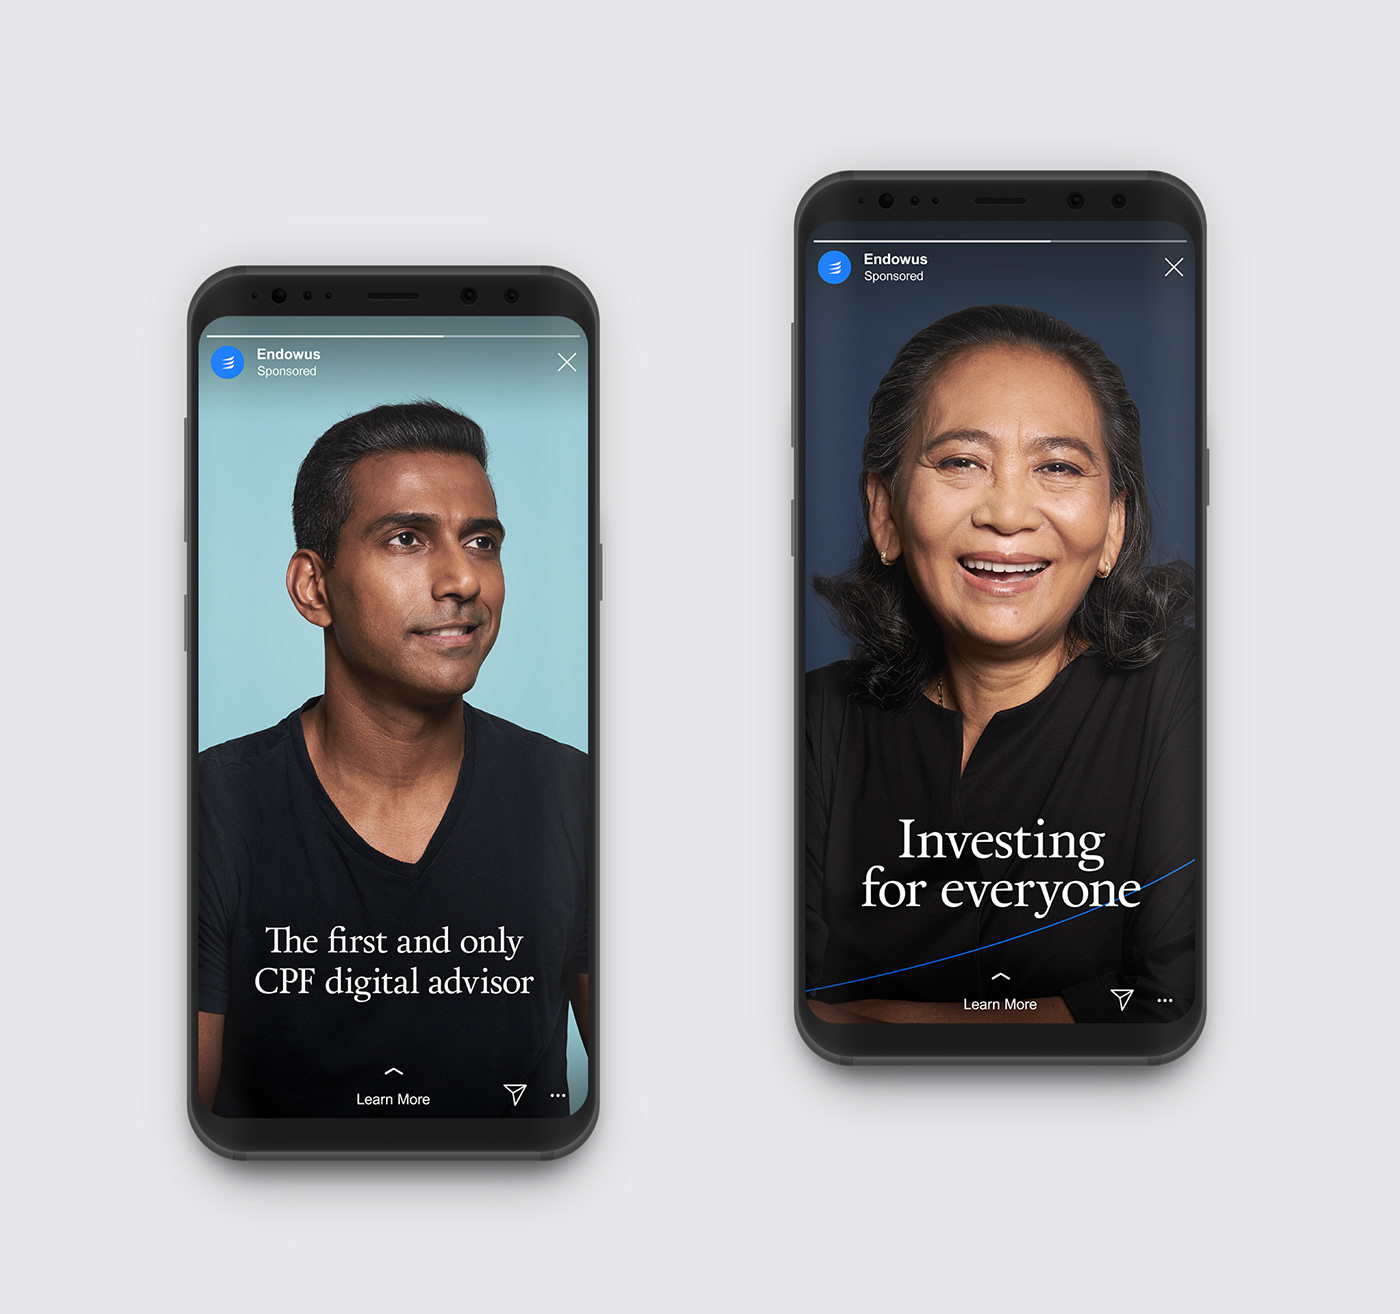 Endowus
Sponsored
The first and only
CPF digital advisor
Learn More
Endowus
Sponsored
Investing
for everyone
Learn More